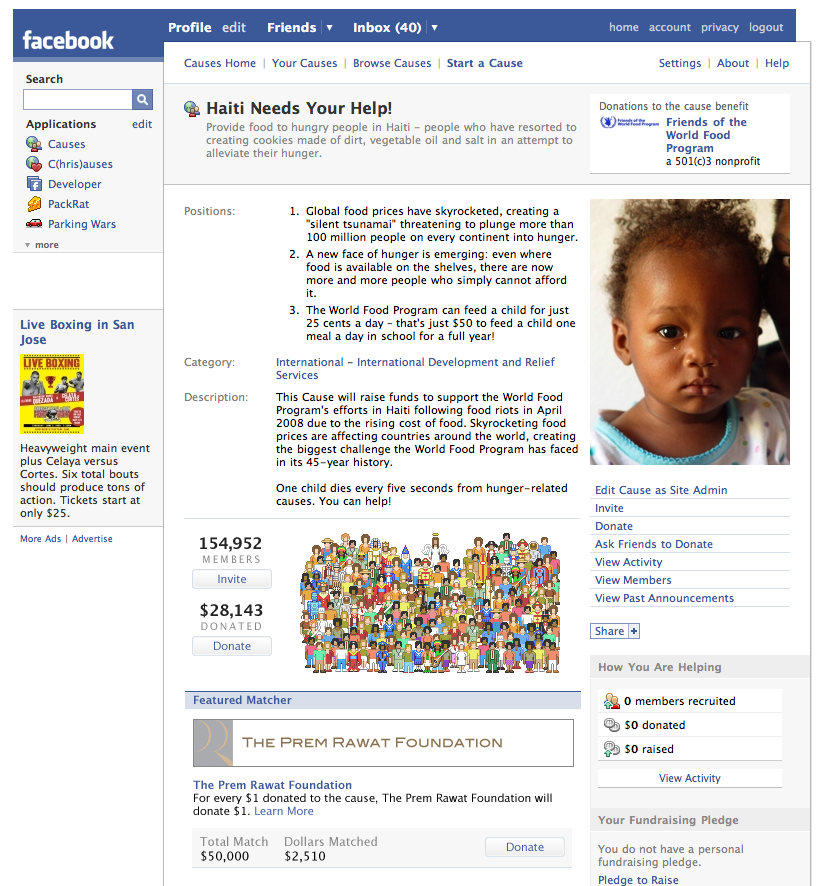 facebook
Profile edit Friends ▼ Inbox (40) ▼
home account privacy logout
Search
Applications edit
Causes
C(hris)auses
Developer
PackRat
Parking Wars
▼ more
Live Boxing in San
Jose
LIVE BOXING
QUEZADA
Heavyweight main event
plus Celaya versus
Cortes. Six total bouts
should produce tons of
action. Tickets start at
only $25.
More Ads | Advertise
Causes Home | Your Causes | Browse Causes | Start a Cause
Settings | About | Help
Haiti Needs Your Help!
Provide food to hungry people in Haiti - people who have resorted to
creating cookies made of dirt, vegetable oil and salt in an attempt to
alleviate their hunger.
Donations to the cause benefit
Friends of the
World Food Program
Friends of the
World Food
Program
a 501(c)3 nonprofit
Positions:
1. Global food prices have skyrocketed, creating a
"silent tsunamai" threatening to plunge more than
100 million people on every continent into hunger.
2. A new face of hunger is emerging: even where
food is available on the shelves, there are now
more and more people who simply cannot afford
it.
3. The World Food Program can feed a child for just
25 cents a day - that's just $50 to feed a child one
meal a day in school for a full year!
Category:
International - International Development and Relief
Services
Description:
This Cause will raise funds to support the World Food
Program's efforts in Haiti following food riots in April
2008 due to the rising cost of food. Skyrocketing food
prices are affecting countries around the world, creating
the biggest challenge the World Food Program has faced
in its 45-year history.
One child dies every five seconds from hunger-related
causes. You can help!
154,952
MEMBERS
Invite
$28,143
DONATED
Donate
Featured Matcher
THE PREM RAWAT FOUNDATION
The Prem Rawat Foundation
For every $1 donated to the cause, The Prem Rawat Foundation will
donate $1. Learn More
Total Match Dollars Matched
$50,000 $2,510
Donate
Edit Cause as Site Admin
Invite
Donate
Ask Friends to Donate
View Activity
View Members
View Past Announcements
Share +
How You Are Helping
0 members recruited
$0 donated
$0 raised
View Activity
Your Fundraising Pledge
You do not have a personal
fundraising pledge.
Pledge to Raise